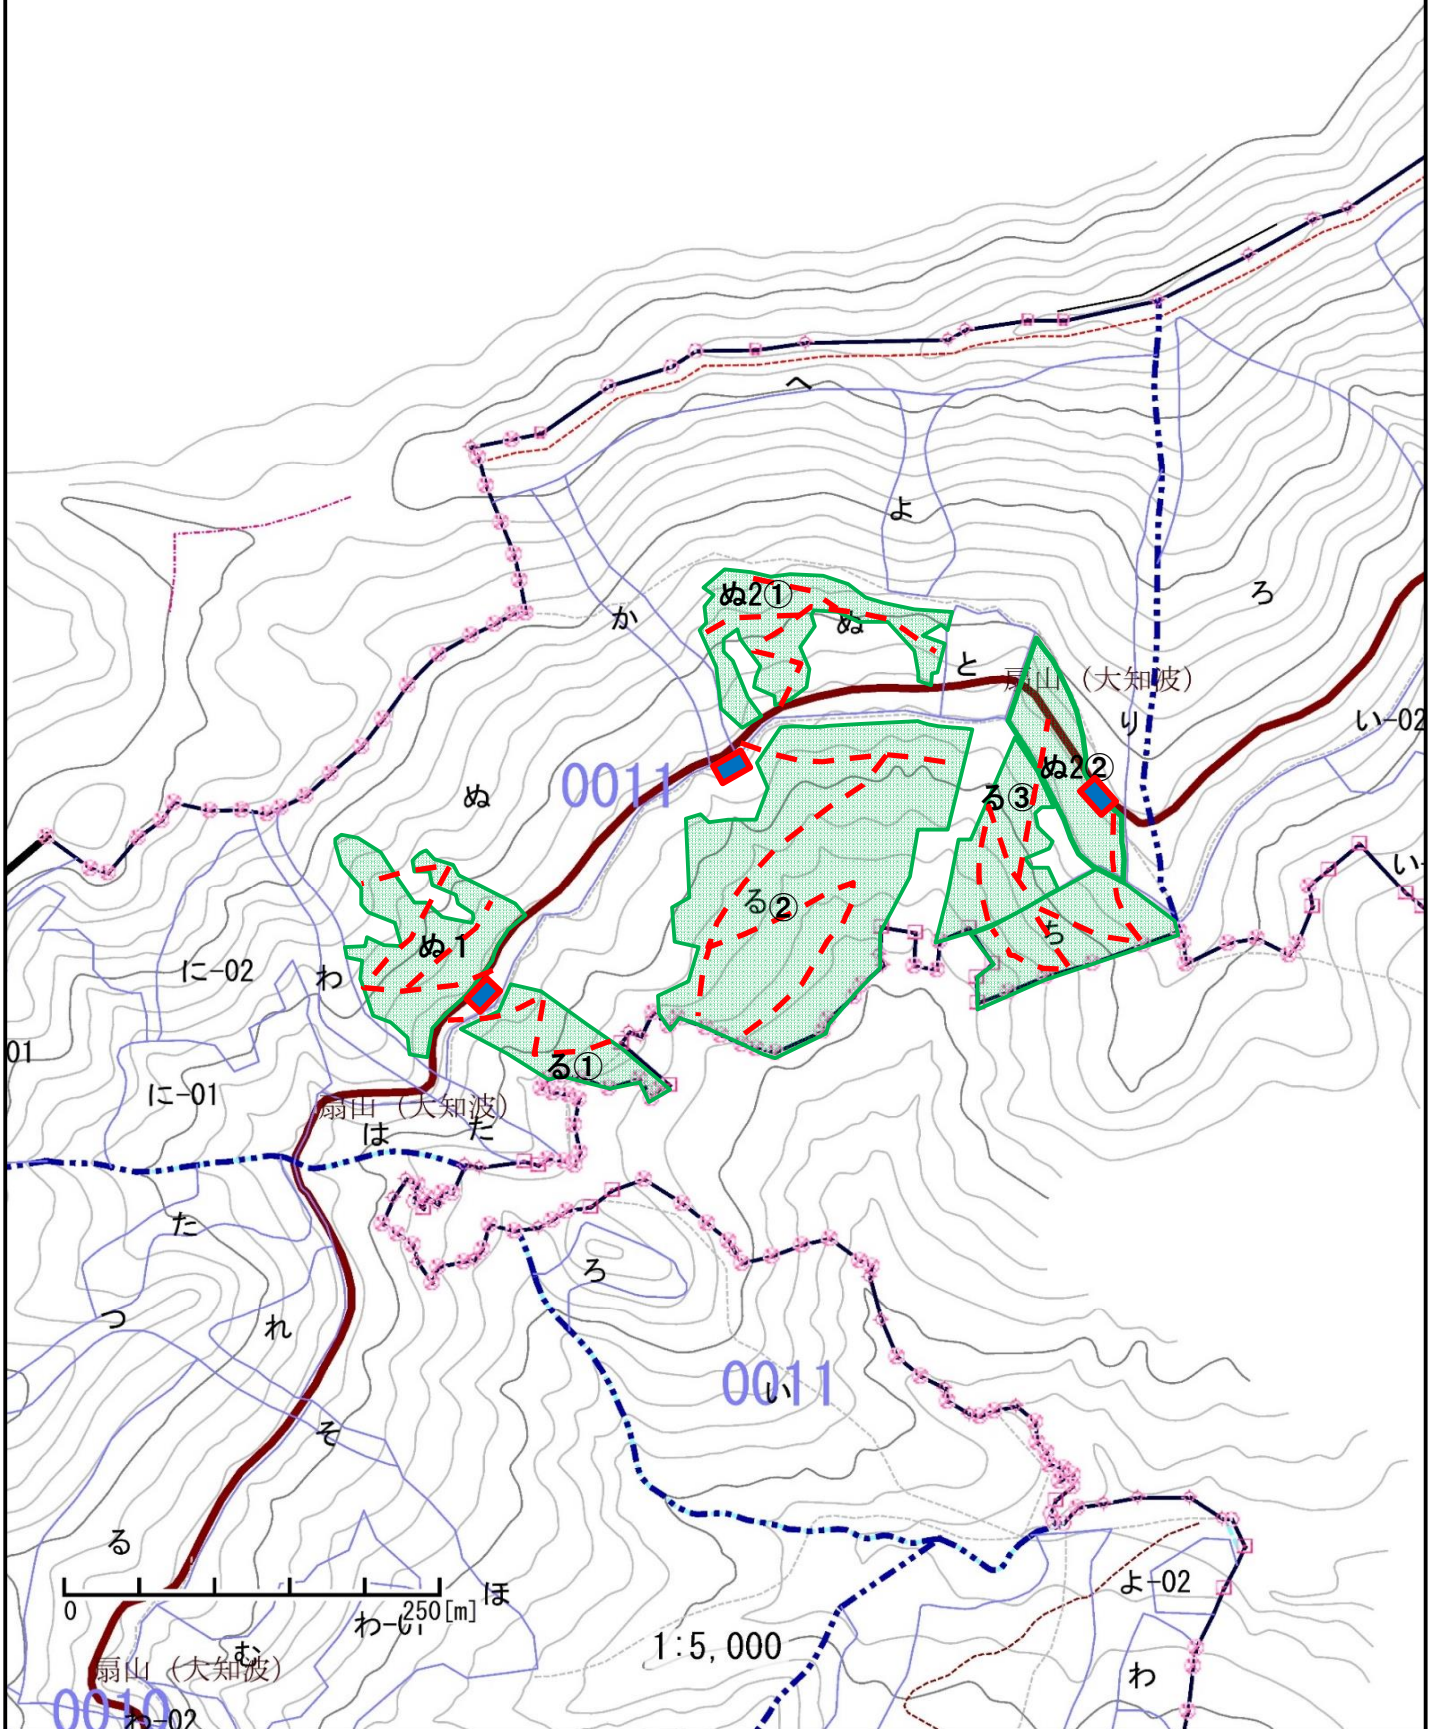 へ
よ
ろ
ぬ2①
か
ぬ
と
扇山（大知波）
り
い-02
ぬ2②
0011
ぬ
る③
い-
る②
ち
ぬ1
に-02
わ
01
る①
に-01
扇山（大知波）
は
た
た
ろ
つ
れ
0011
い
そ
る
よ-02
ほ
0
250[m]
1:5,000
む
扇山（大知波）
わ
0010
わ-02